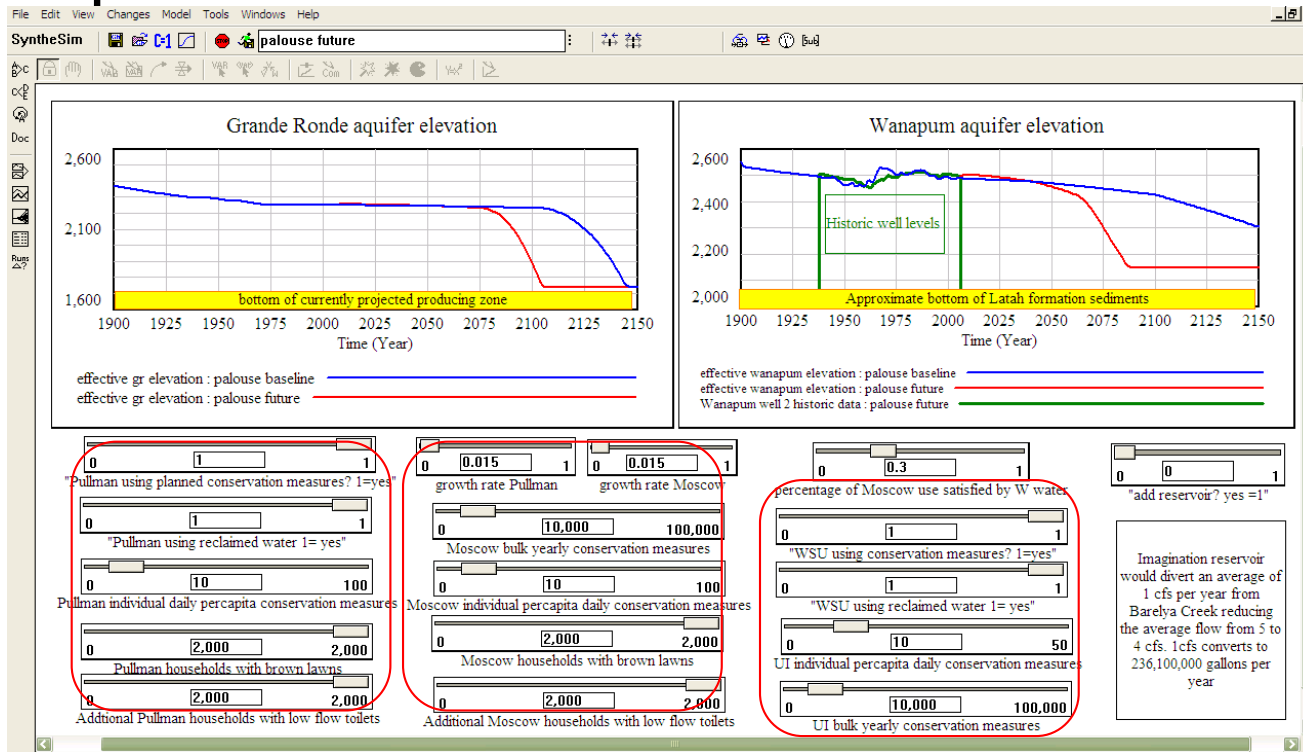 File Edit View Changes Model Tools Windows Help
SyntheSim palouse future Sub
Doc
Runs
Grande Ronde aquifer elevation
2,600
2,100
1,600
bottom of currently projected producing zone
1900 1925 1950 1975 2000 2025 2050 2075 2100 2125 2150
Time (Year)
effective gr elevation : palouse baseline
effective gr elevation : palouse future
Wanapum aquifer elevation
2,600
2,400
2,200
2,000
Historic well levels
Approximate bottom of Latah formation sediments
1900 1925 1950 1975 2000 2025 2050 2075 2100 2125 2150
Time (Year)
effective wanapum elevation : palouse baseline
effective wanapum elevation : palouse future
Wanapum well 2 historic data : palouse future
0 1 1
"Pullman using planned conservation measures? 1=yes"
0 1 1
"Pullman using reclaimed water 1= yes"
0 10 100
Pullman individual daily percapita conservation measures
0 2,000 2,000
Pullman households with brown lawns
0 2,000 2,000
Addtional Pullman households with low flow toilets
0 0.015 1
growth rate Pullman
0 0.015 1
growth rate Moscow
0 10,000 100,000
Moscow bulk yearly conservation measures
0 10 100
Moscow individual percapita daily conservation measures
0 2,000 2,000
Moscow households with brown lawns
0 2,000 2,000
Additional Moscow households with low flow toilets
0 0.3 1
percentage of Moscow use satisfied by W water
0 1 1
"WSU using conservation measures? 1=yes"
0 1 1
"WSU using reclaimed water 1= yes"
0 10 50
UI individual percapita daily conservation measures
0 10,000 100,000
UI bulk yearly conservation measures
0 0 1
"add reservoir? yes =1"
Imagination reservoir
would divert an average of
1 cfs per year from
Barelya Creek reducing
the average flow from 5 to
4 cfs. 1cfs converts to
236,100,000 gallons per
year